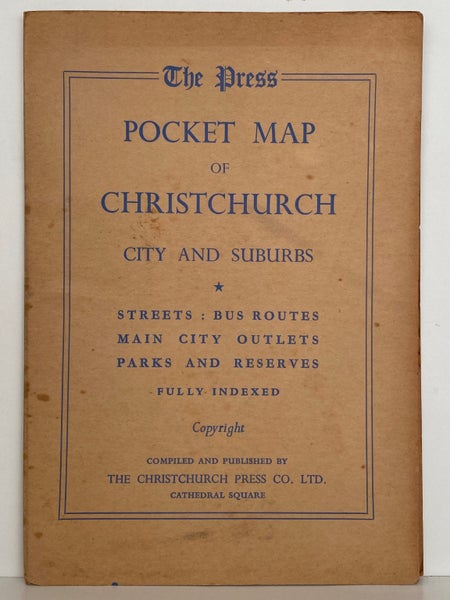 The Press
POCKET MAP
OF
CHRISTCHURCH
CITY AND SUBURBS
★
STREETS : BUS ROUTES
MAIN CITY OUTLETS
PARKS AND RESERVES
FULLY INDEXED
Copyright
COMPILED AND PUBLISHED BY
THE CHRISTCHURCH PRESS CO. LTD.
CATHEDRAL SQUARE